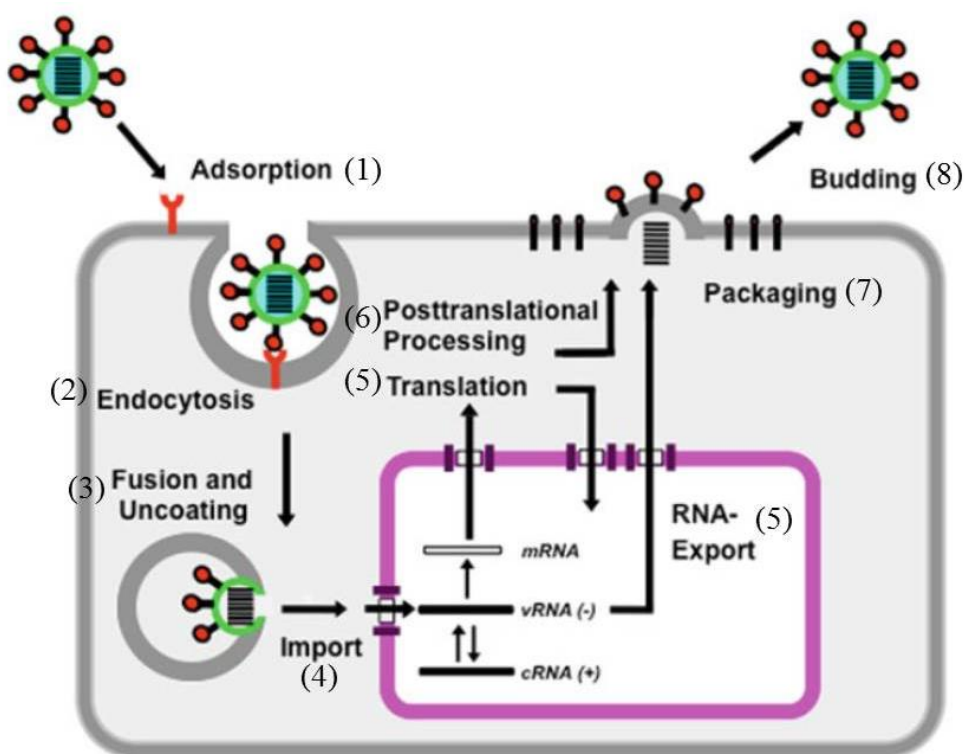 Adsorption (1)
Budding (8)
Packaging (7)
(6) Posttranslational
Processing
(5) Translation
(2) Endocytosis
(3) Fusion and
Uncoating
RNA- (5)
Export
mRNA
vRNA (-)
Import
(4)
cRNA (+)